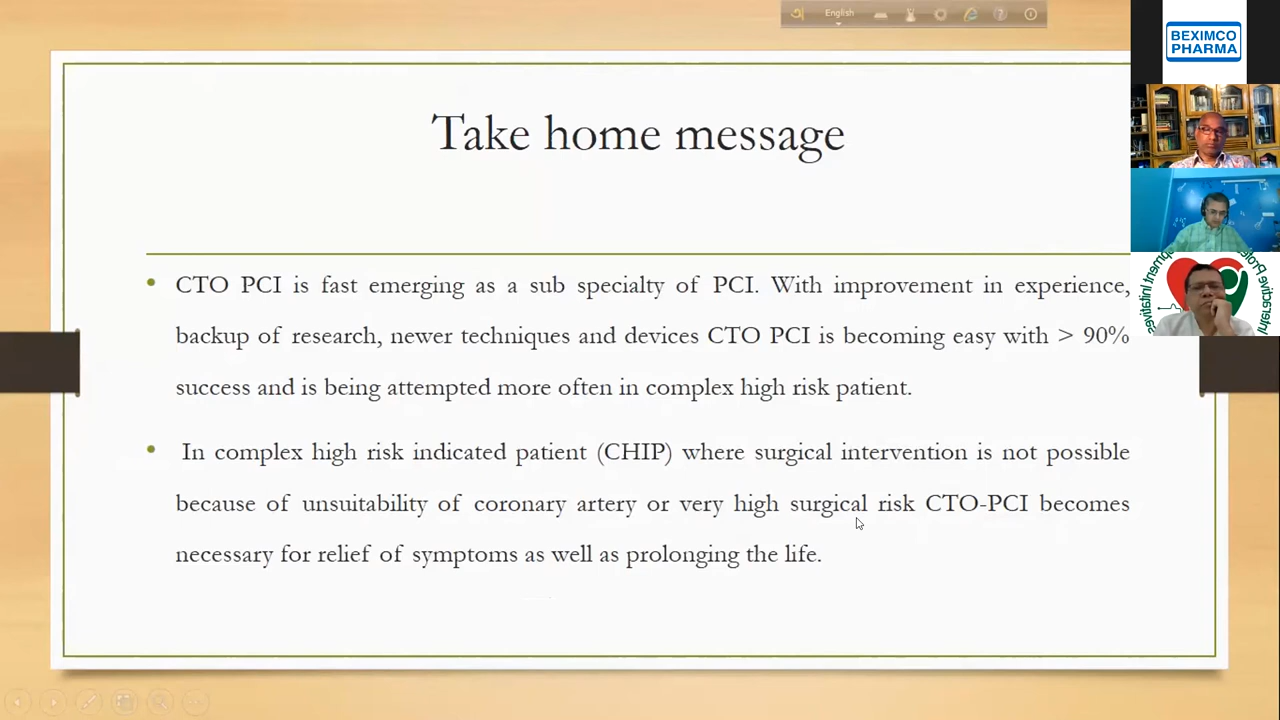 English
BEXIMCO
PHARMA
Take home message
• CTO PCI is fast emerging as a sub specialty of PCI. With improvement in experience,
backup of research, newer techniques and devices CTO PCI is becoming easy with > 90%
success and is being attempted more often in complex high risk patient.
• In complex high risk indicated patient (CHIP) where surgical intervention is not possible
because of unsuitability of coronary artery or very high surgical risk CTO-PCI becomes
necessary for relief of symptoms as well as prolonging the life.